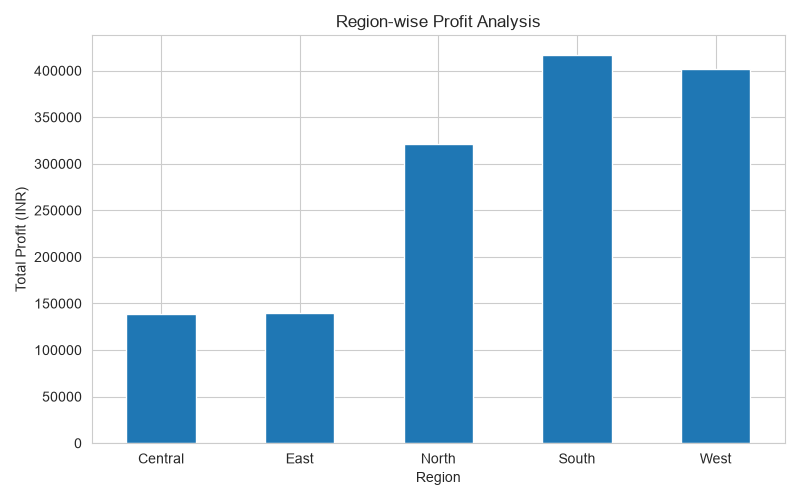 Region-wise Profit Analysis
Total Profit (INR)
400000
350000
300000
250000
200000
150000
100000
50000
0
Central East North South West
Region